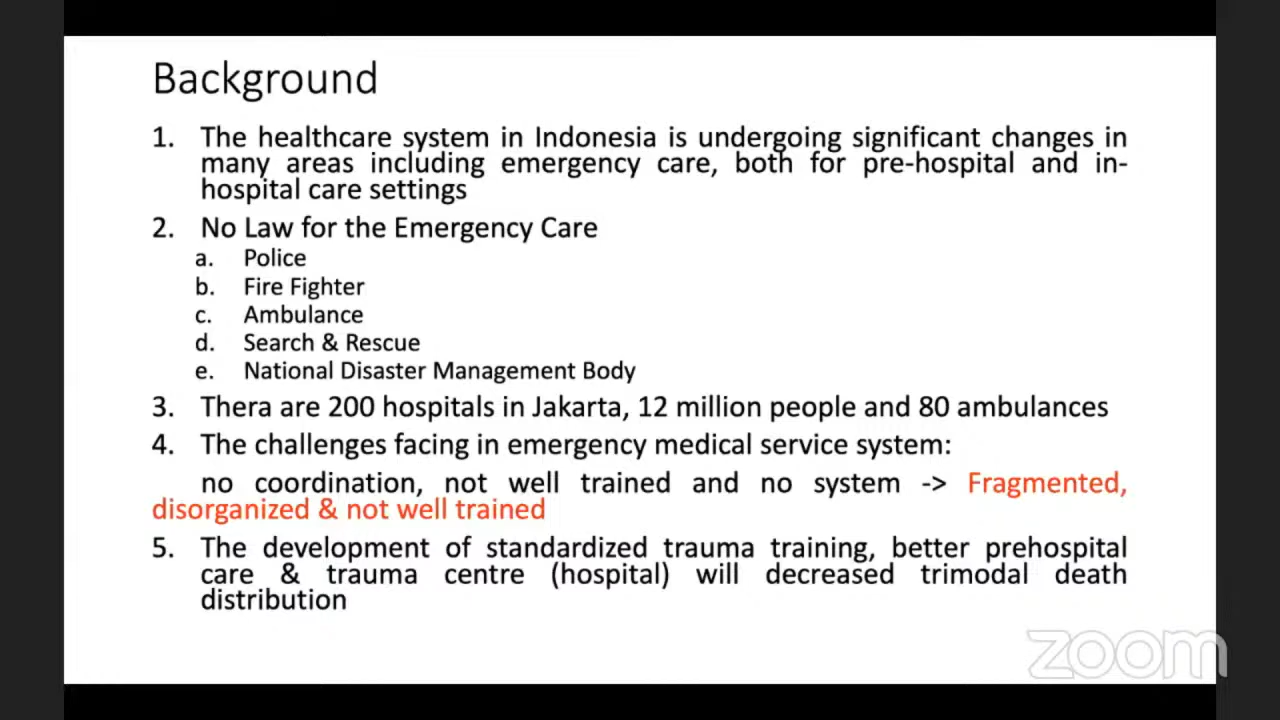 Background
1. The healthcare system in Indonesia is undergoing significant changes in
many areas including emergency care, both for pre-hospital and in-
hospital care settings
2. No Law for the Emergency Care
a. Police
b. Fire Fighter
c. Ambulance
d. Search & Rescue
e. National Disaster Management Body
3. Thera are 200 hospitals in Jakarta, 12 million people and 80 ambulances
4. The challenges facing in emergency medical service system:
no coordination, not well trained and no system -> Fragmented,
disorganized & not well trained
5. The development of standardized trauma training, better prehospital
care & trauma centre (hospital) will decreased trimodal death
distribution
zoom